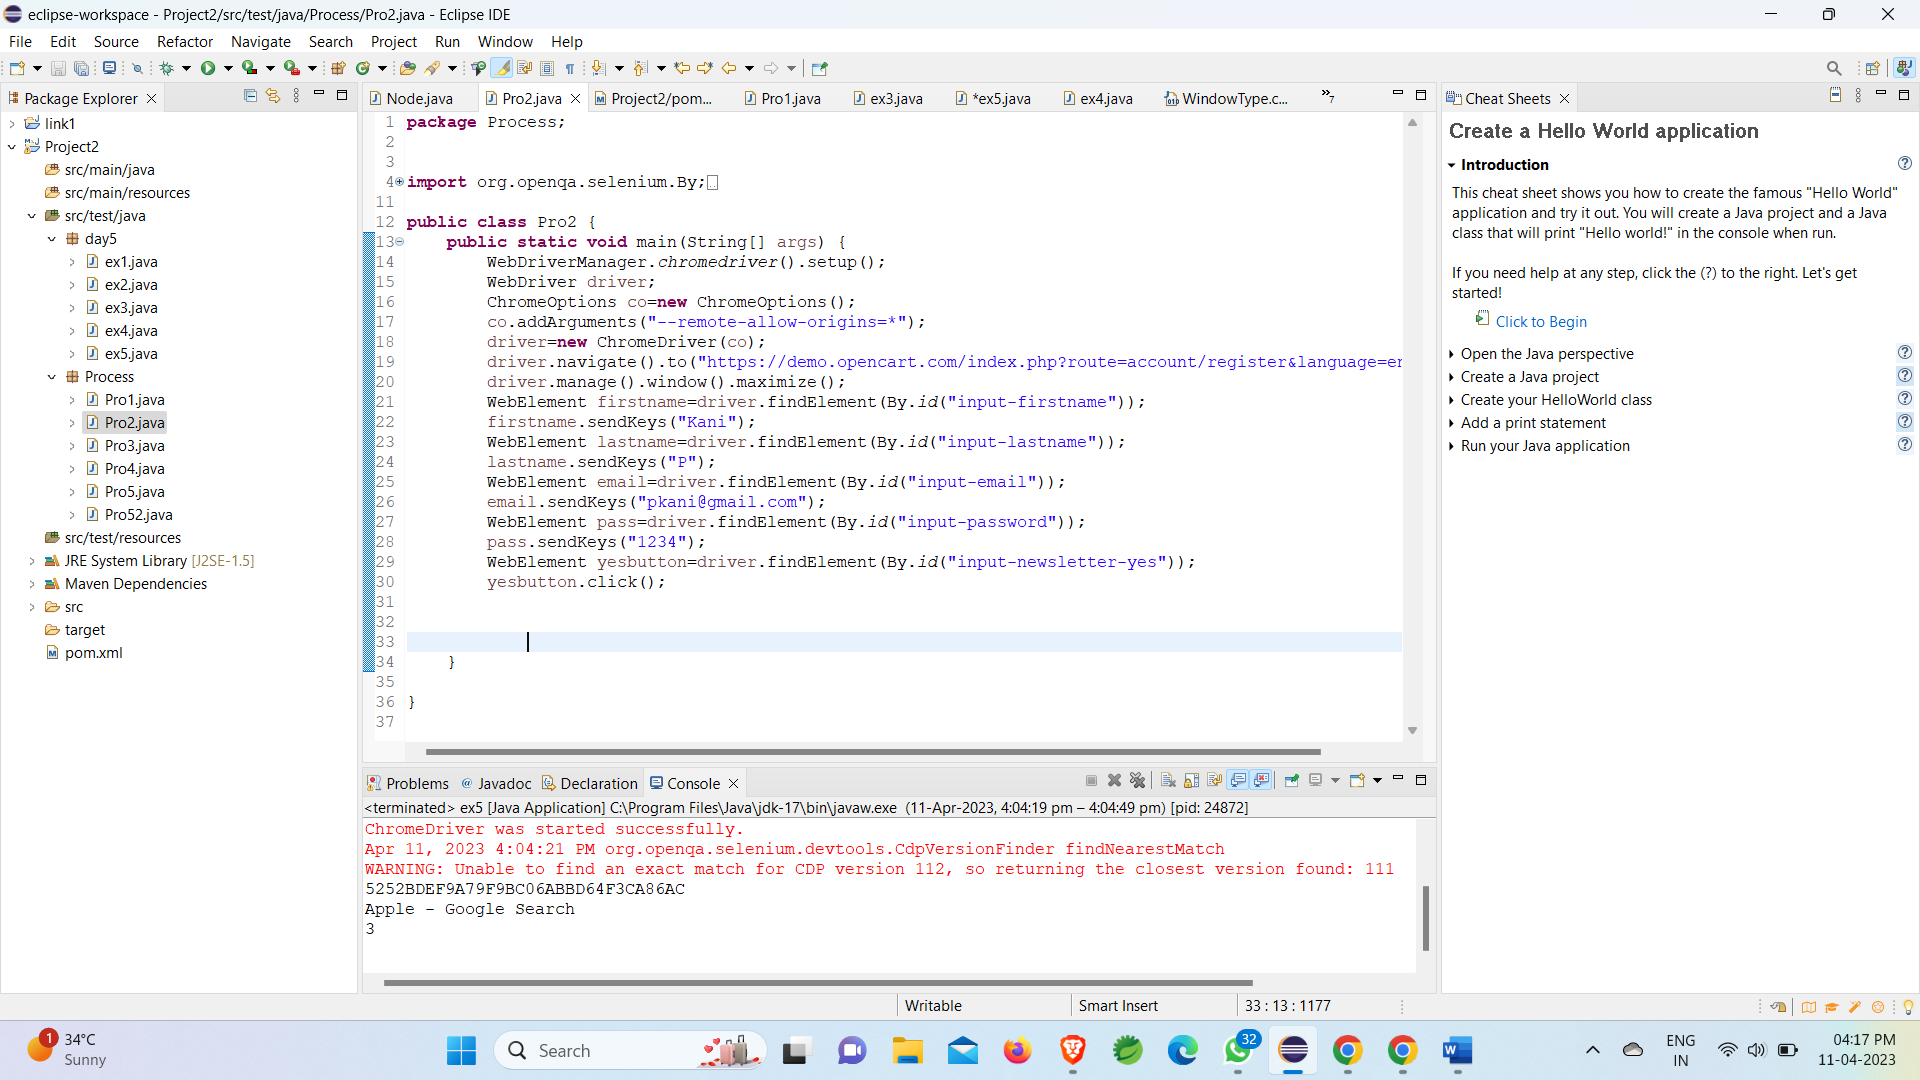 eclipse-workspace - Project2/src/test/java/Process/Pro2.java - Eclipse IDE
File Edit Source Refactor Navigate Search Project Run Window Help
Package Explorer
link1
Project2
src/main/java
src/main/resources
src/test/java
day5
ex1.java
ex2.java
ex3.java
ex4.java
ex5.java
Process
Pro1.java
Pro2.java
Pro3.java
Pro4.java
Pro5.java
Pro52.java
src/test/resources
JRE System Library [J2SE-1.5]
Maven Dependencies
src
target
pom.xml
Node.java Pro2.java Project2/pom... Pro1.java ex3.java *ex5.java ex4.java WindowType.c... »7
1 package Process;
2
3
4 import org.openqa.selenium.By;
11
12 public class Pro2 {
13 public static void main(String[] args) {
14 WebDriverManager.chromedriver().setup();
15 WebDriver driver;
16 ChromeOptions co=new ChromeOptions();
17 co.addArguments("--remote-allow-origins=*");
18 driver=new ChromeDriver(co);
19 driver.navigate().to("https://demo.opencart.com/index.php?route=account/register&language=en
20 driver.manage().window().maximize();
21 WebElement firstname=driver.findElement(By.id("input-firstname"));
22 firstname.sendKeys("Kani");
23 WebElement lastname=driver.findElement(By.id("input-lastname"));
24 lastname.sendKeys("P");
25 WebElement email=driver.findElement(By.id("input-email"));
26 email.sendKeys("pkani@gmail.com");
27 WebElement pass=driver.findElement(By.id("input-password"));
28 pass.sendKeys("1234");
29 WebElement yesbutton=driver.findElement(By.id("input-newsletter-yes"));
30 yesbutton.click();
31
32
33
34 }
35
36 }
37
Problems Javadoc Declaration Console
<terminated> ex5 [Java Application] C:\Program Files\Java\jdk-17\bin\javaw.exe (11-Apr-2023, 4:04:19 pm – 4:04:49 pm) [pid: 24872]
ChromeDriver was started successfully.
Apr 11, 2023 4:04:21 PM org.openqa.selenium.devtools.CdpVersionFinder findNearestMatch
WARNING: Unable to find an exact match for CDP version 112, so returning the closest version found: 111
5252BDEF9A79F9BC06ABBD64F3CA86AC
Apple - Google Search
3
Cheat Sheets
Create a Hello World application
Introduction
This cheat sheet shows you how to create the famous "Hello World"
application and try it out. You will create a Java project and a Java
class that will print "Hello world!" in the console when run.
If you need help at any step, click the (?) to the right. Let's get
started!
Click to Begin
Open the Java perspective
Create a Java project
Create your HelloWorld class
Add a print statement
Run your Java application
Writable Smart Insert 33 : 13 : 1177
1 34°C
Sunny
Search
32
ENG
IN
04:17 PM
11-04-2023